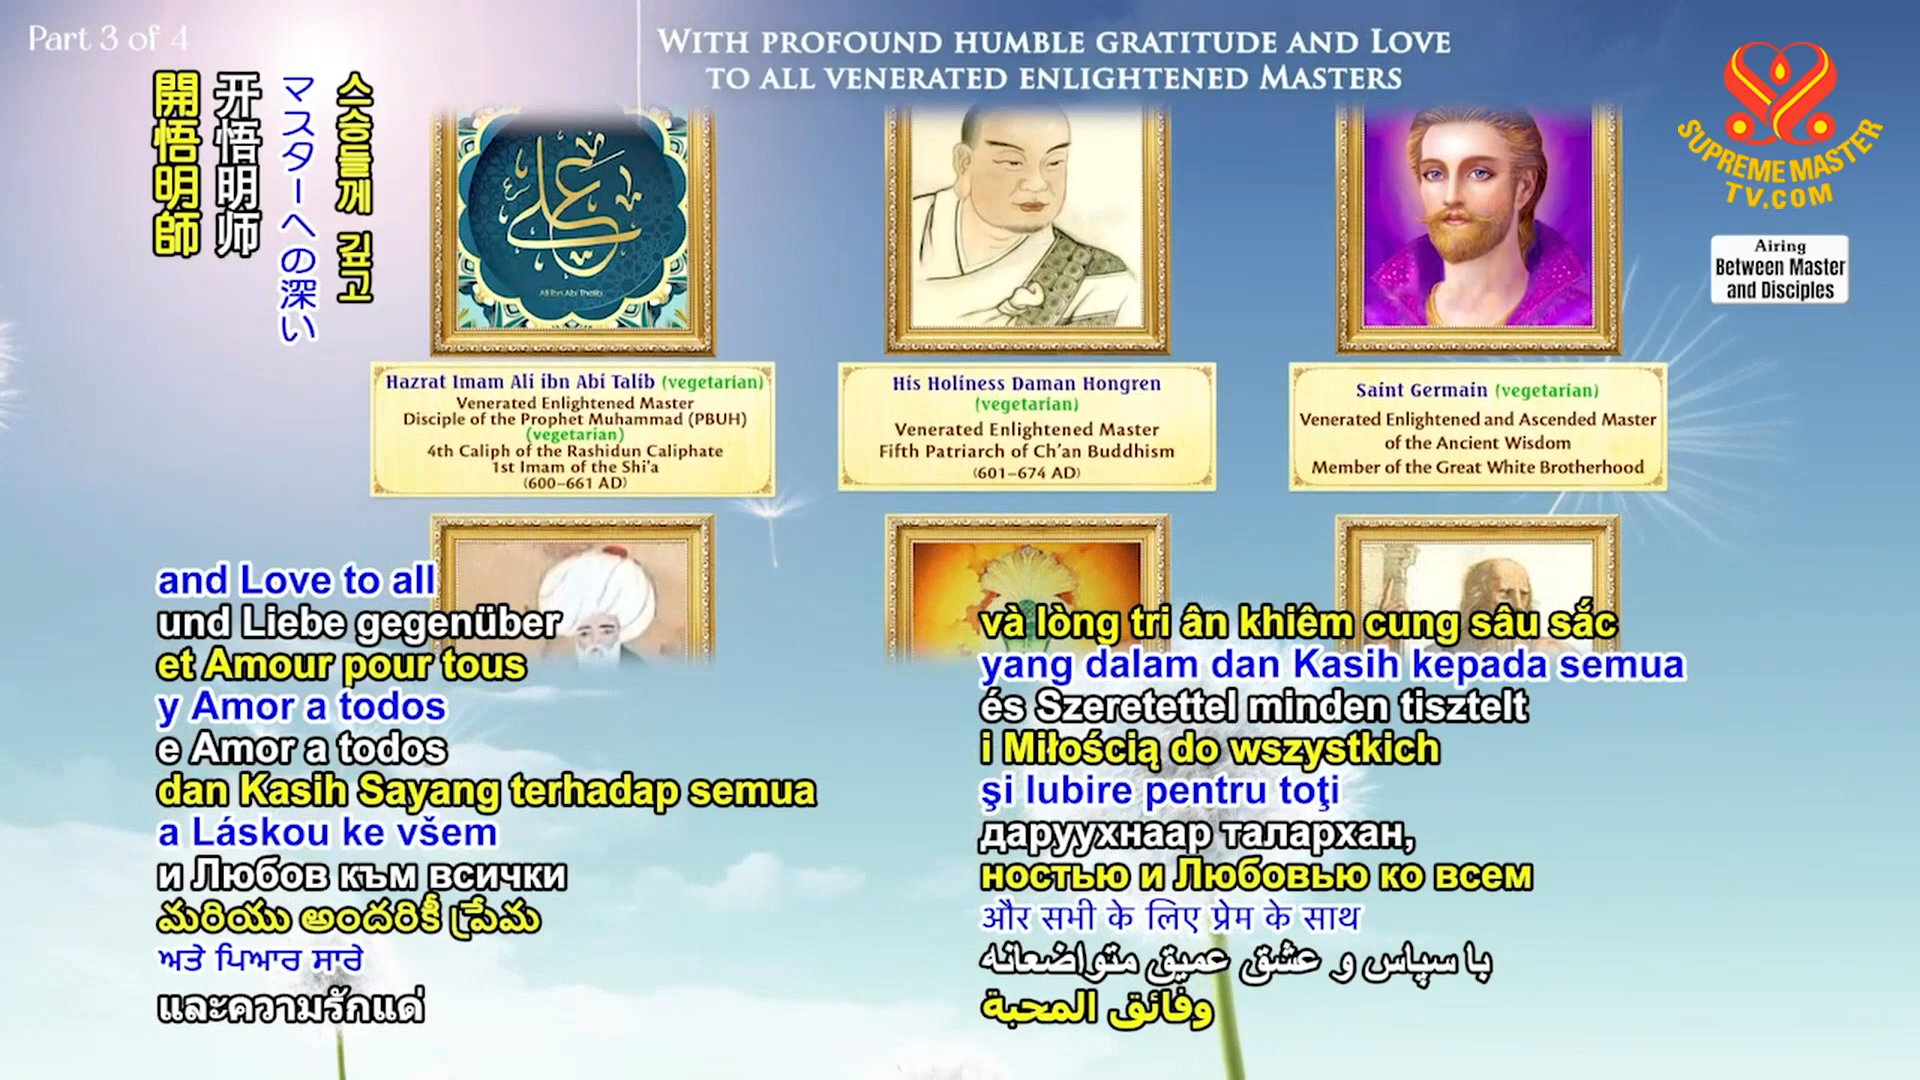 Part 3 of 4
WITH PROFOUND HUMBLE GRATITUDE AND LOVE
TO ALL VENERATED ENLIGHTENED MASTERS
SUPREME MASTER
TV.COM
Airing
Between Master
and Disciples
開悟明師
开悟明师
マスターへの深い
스승들께 깊고
علي
Ali Ibn Abi Thalib
Hazrat Imam Ali ibn Abi Talib (vegetarian)
Venerated Enlightened Master
Disciple of the Prophet Muhammad (PBUH)
(vegetarian)
4th Caliph of the Rashidun Caliphate
1st Imam of the Shi'a
(600–661 AD)
His Holiness Daman Hongren
(vegetarian)
Venerated Enlightened Master
Fifth Patriarch of Ch'an Buddhism
(601–674 AD)
Saint Germain (vegetarian)
Venerated Enlightened and Ascended Master
of the Ancient Wisdom
Member of the Great White Brotherhood
and Love to all
und Liebe gegenüber
et Amour pour tous
y Amor a todos
e Amor a todos
dan Kasih Sayang terhadap semua
a Láskou ke všem
и Любов към всички
మరియు అందరికీ ప్రేమ
ਅਤੇ ਪਿਆਰ ਸਾਰੇ
และความรักแด่
và lòng tri ân khiêm cung sâu sắc
yang dalam dan Kasih kepada semua
és Szeretettel minden tisztelt
i Miłością do wszystkich
şi Iubire pentru toţi
даруухнаар талархан,
ностью и Любовью ко всем
और सभी के लिए प्रेम के साथ
با سپاس و عشق عمیق متواضعانه
وفائق المحبة